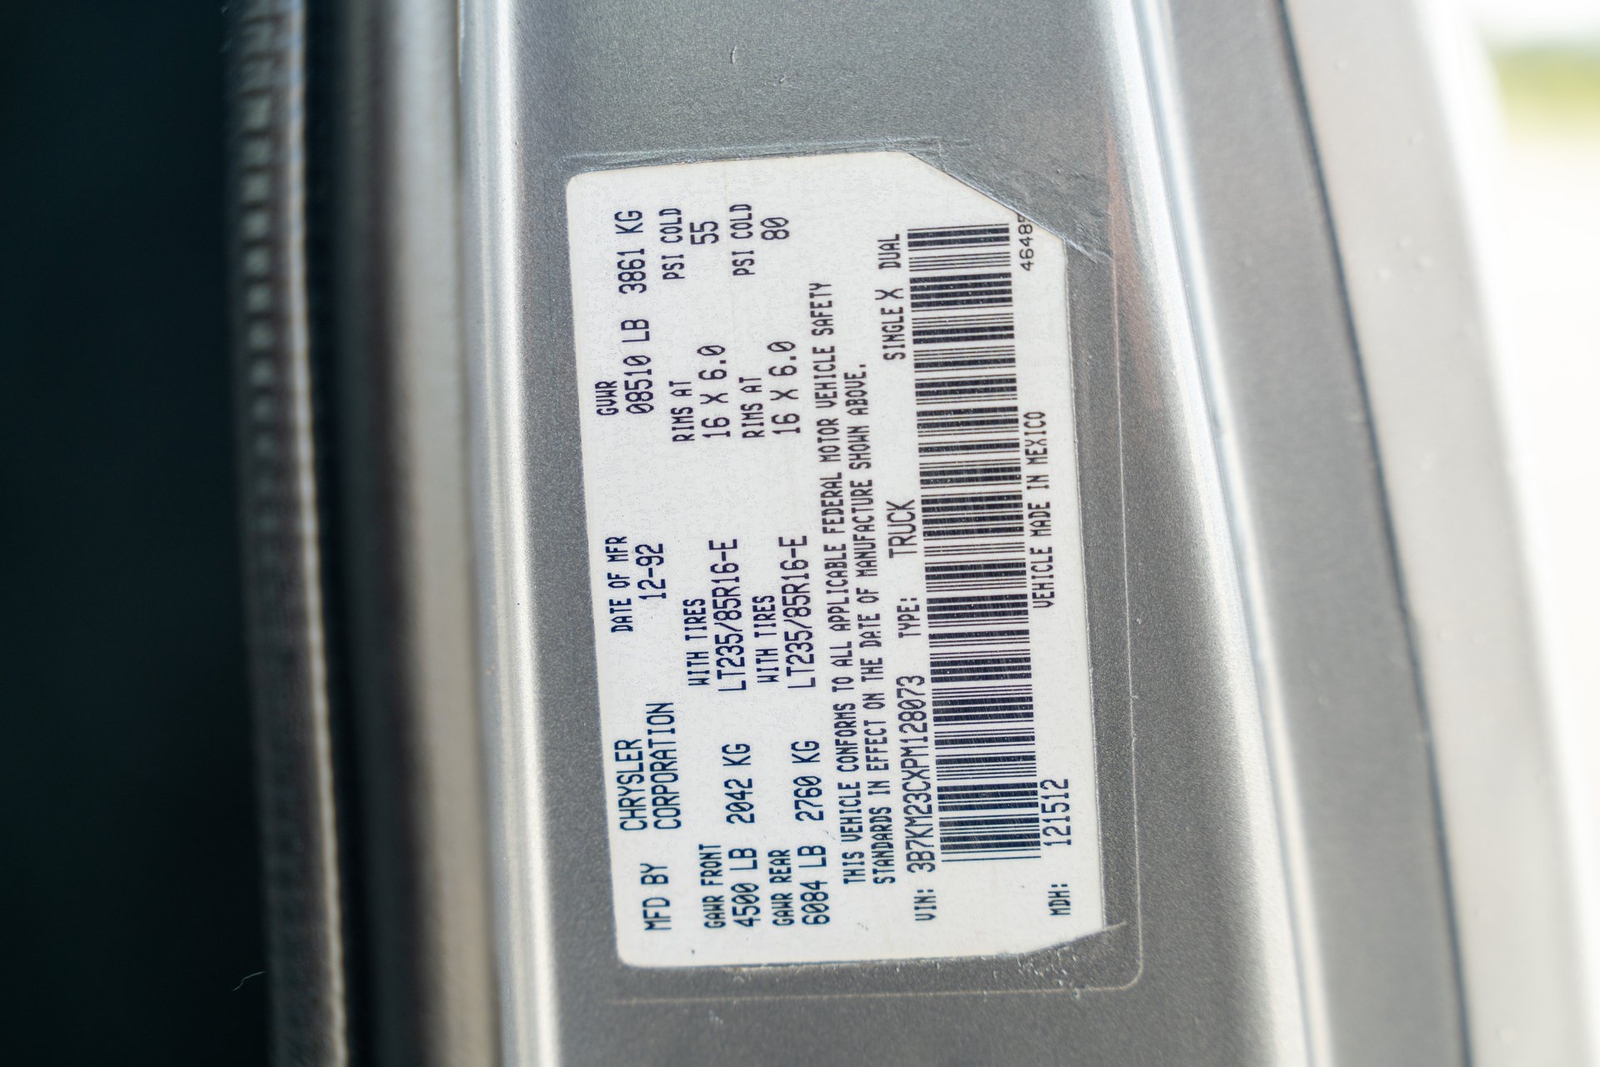 MFD BY CHRYSLER CORPORATION DATE OF MFR 12-92 GVWR 08510 LB 3861 KG
GAWR FRONT WITH TIRES RIMS AT PSI COLD
4500 LB 2042 KG LT235/85R16-E 16 X 6.0 55
GAWR REAR WITH TIRES RIMS AT PSI COLD
6084 LB 2760 KG LT235/85R16-E 16 X 6.0 80
THIS VEHICLE CONFORMS TO ALL APPLICABLE FEDERAL MOTOR VEHICLE SAFETY
STANDARDS IN EFFECT ON THE DATE OF MANUFACTURE SHOWN ABOVE.
VIN: 3B7KM23CXPM128073 TYPE: TRUCK SINGLE X DUAL
MDH: 121512 VEHICLE MADE IN MEXICO